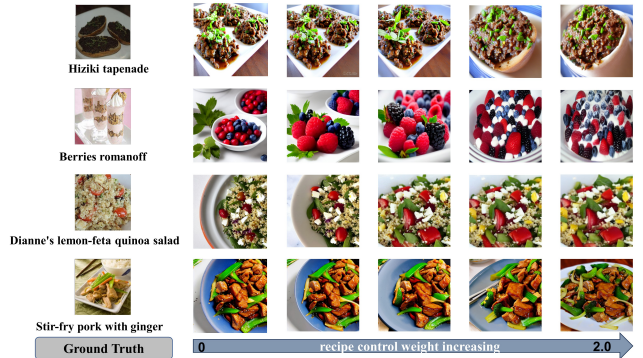 Hiziki tapenade
Berries romanoff
Dianne's lemon-feta quinoa salad
Stir-fry pork with ginger
Ground Truth
0 recipe control weight increasing 2.0